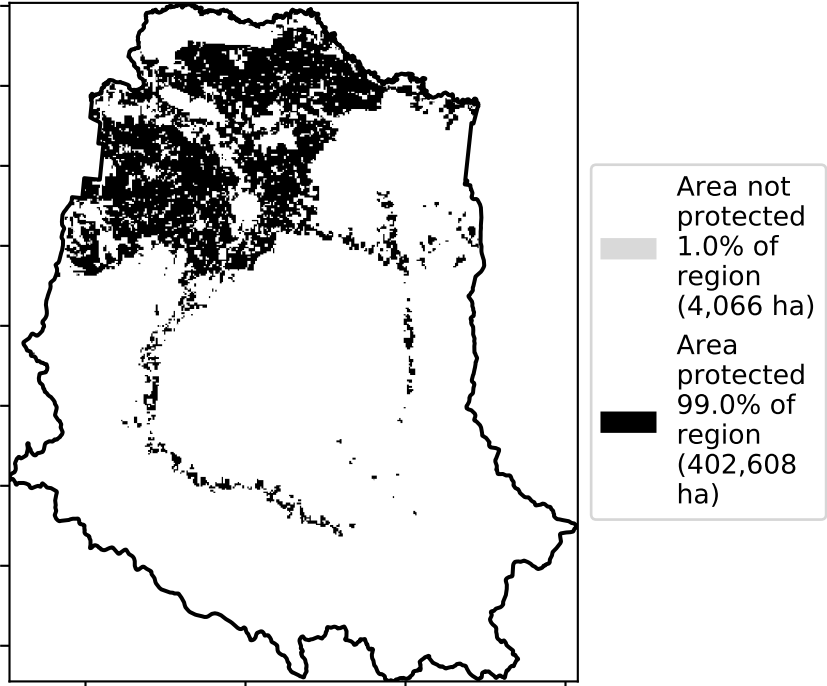 Area not
protected
1.0% of
region
(4,066 ha)
Area
protected
99.0% of
region
(402,608
ha)